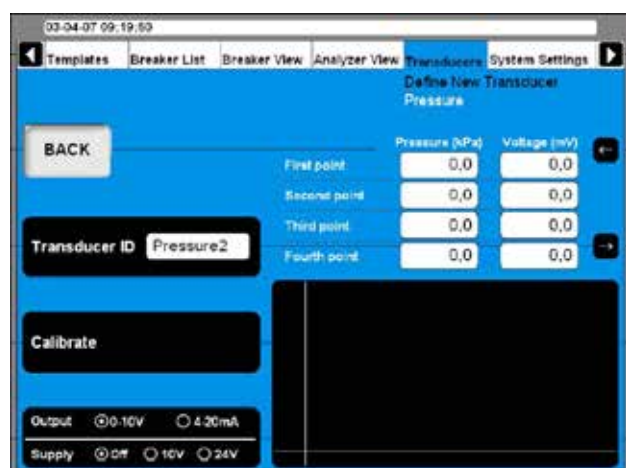 03-04-07 09:19:50
Templates Breaker List Breaker View Analyzer View Transducers System Settings
Define New Transducer
Pressure
BACK
Pressure (kPa) Voltage (mV)
First point 0,0 0,0
Second point 0,0 0,0
Third point 0,0 0,0
Transducer ID Pressure2
Fourth point 0,0 0,0
Calibrate
Output 0-10V 4-20mA
Supply Off 10V 24V